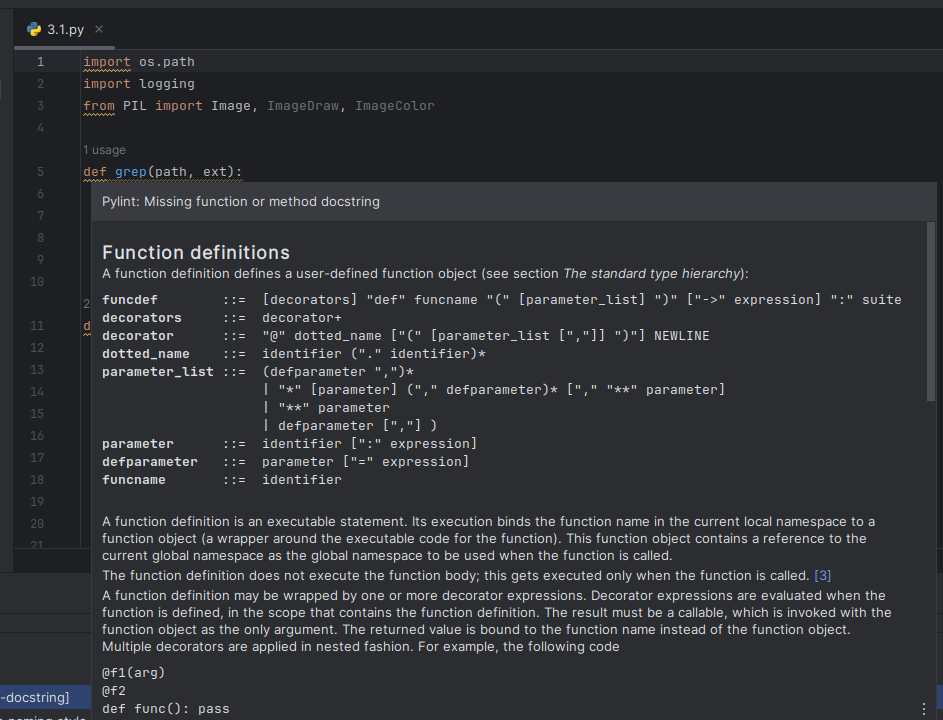 3.1.py
1 import os.path
2 import logging
3 from PIL import Image, ImageDraw, ImageColor
4
1 usage
5 def grep(path, ext):
6
Pylint: Missing function or method docstring
7
8
Function definitions
9
A function definition defines a user-defined function object (see section The standard type hierarchy):
10
funcdef ::= [decorators] "def" funcname "(" [parameter_list] ")" ["->" expression] ":" suite
2
decorators ::= decorator+
11 d
decorator ::= "@" dotted_name ["(" [parameter_list [","]] ")"] NEWLINE
12
dotted_name ::= identifier ("." identifier)*
13
parameter_list ::= (defparameter ",")*
14
| "*" [parameter] ("," defparameter)* ["," "**" parameter]
15
| "**" parameter
16
| defparameter [","] )
17
parameter ::= identifier [":" expression]
18
defparameter ::= parameter ["=" expression]
19
funcname ::= identifier
20
A function definition is an executable statement. Its execution binds the function name in the current local namespace to a
21
function object (a wrapper around the executable code for the function). This function object contains a reference to the
current global namespace as the global namespace to be used when the function is called.
The function definition does not execute the function body; this gets executed only when the function is called. [3]
A function definition may be wrapped by one or more decorator expressions. Decorator expressions are evaluated when the
function is defined, in the scope that contains the function definition. The result must be a callable, which is invoked with the
function object as the only argument. The returned value is bound to the function name instead of the function object.
Multiple decorators are applied in nested fashion. For example, the following code
@f1(arg)
@f2
-docstring]
def func(): pass